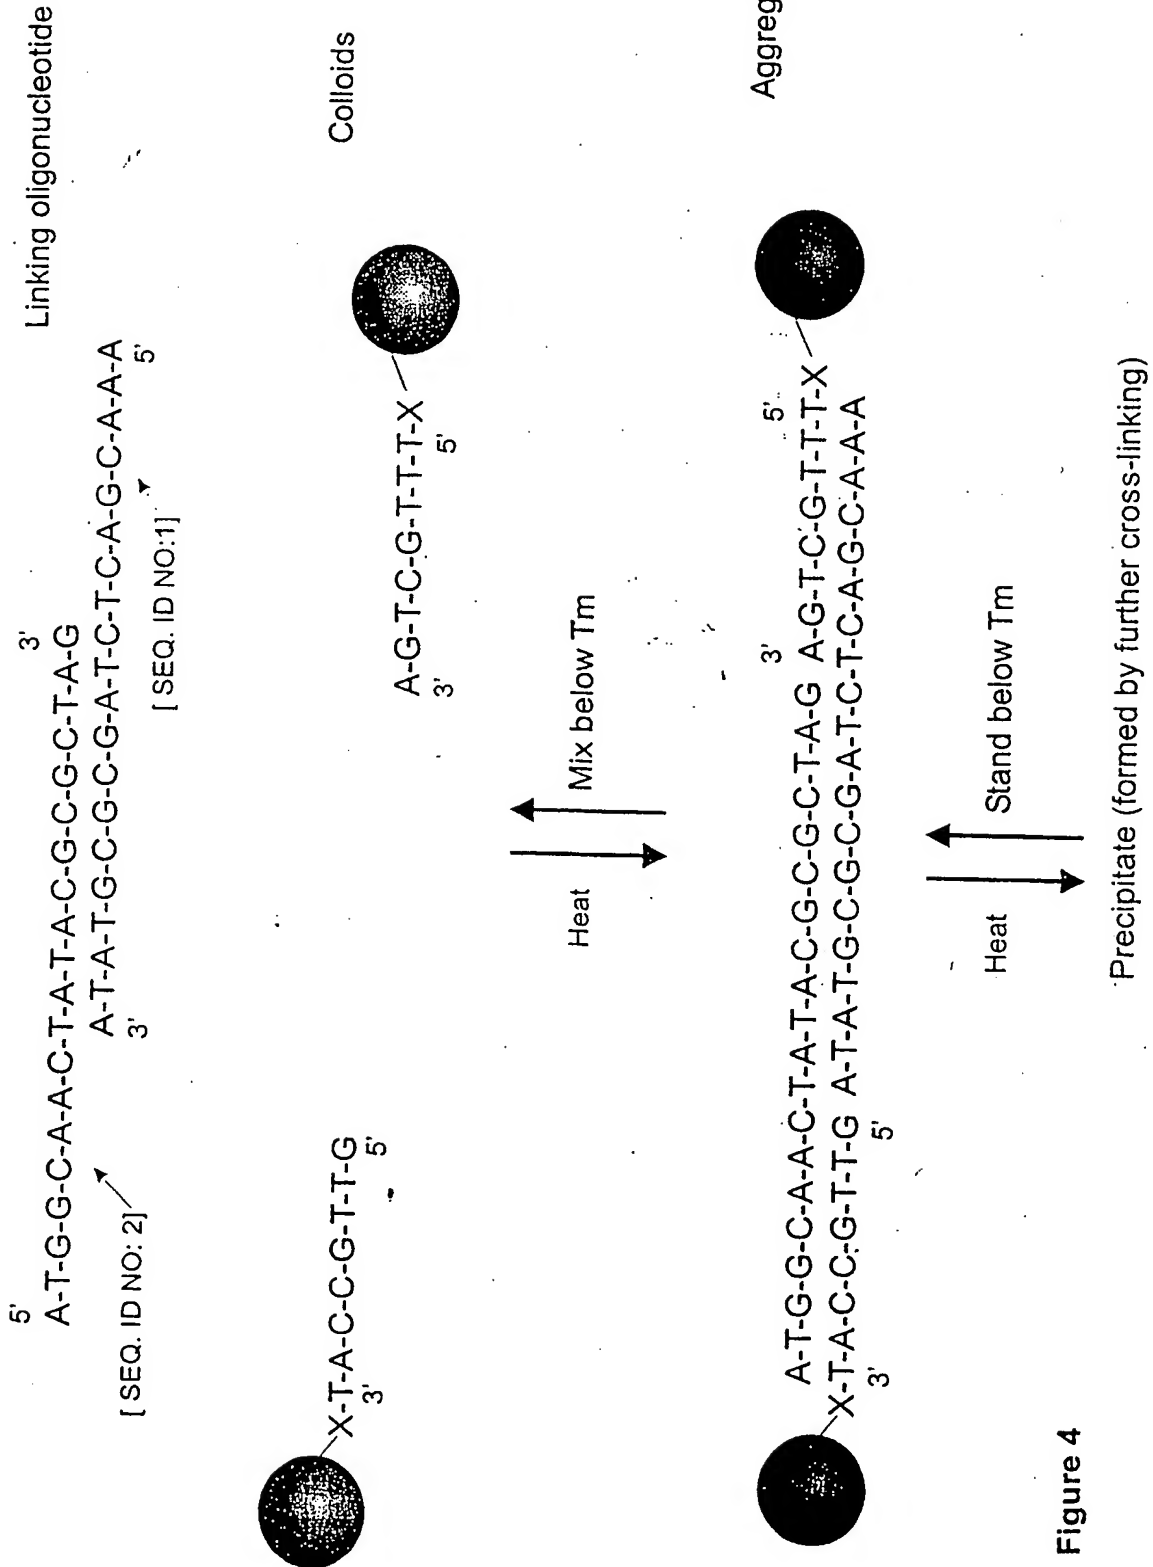 5' 3' Linking oligonucleotide
A-T-G-G-C-A-A-C-T-A-T-A-C-G-C-G-C-T-A-G
A-T-A-T-G-C-G-C-G-A-T-C-T-C-A-G-C-A-A-A
3' 5'
[SEQ. ID NO: 2] [SEQ. ID NO:1]
X-T-A-C-C-G-T-T-G Colloids
3' 5'
A-G-T-C-G-T-T-T-X
3' 5'
Heat Mix below Tm
3' 5' Aggreg
A-T-G-G-C-A-A-C-T-A-T-A-C-G-C-G-C-T-A-G A-G-T-C-G-T-T-T-X
X-T-A-C-C-G-T-T-G A-T-A-T-G-C-G-C-G-A-T-C-T-C-A-G-C-A-A-A
3' 5'
Heat Stand below Tm
Figure 4
Precipitate (formed by further cross-linking)